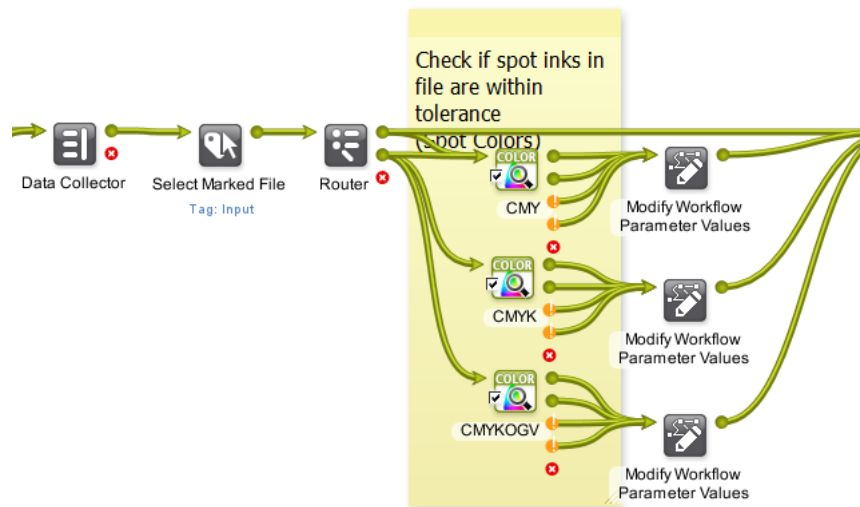 Check if spot inks in
file are within
tolerance
(Spot Colors)
Data Collector
Select Marked File
Tag: Input
Router
COLOR
CMY
Modify Workflow
Parameter Values
COLOR
CMYK
Modify Workflow
Parameter Values
COLOR
CMYKOGV
Modify Workflow
Parameter Values